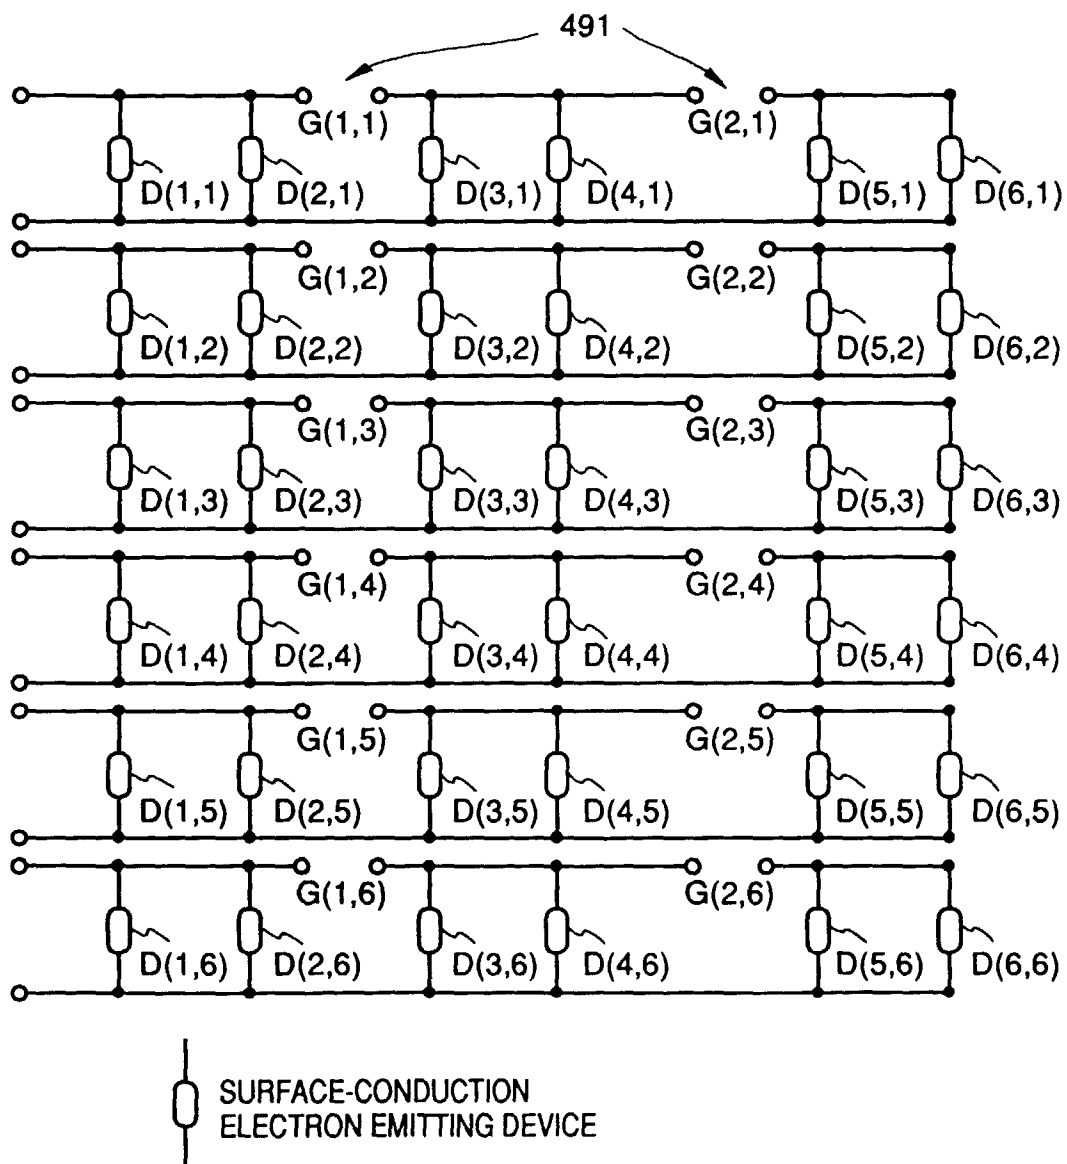 491
G(1,1) G(2,1)
D(1,1) D(2,1) D(3,1) D(4,1) D(5,1) D(6,1)
G(1,2) G(2,2)
D(1,2) D(2,2) D(3,2) D(4,2) D(5,2) D(6,2)
G(1,3) G(2,3)
D(1,3) D(2,3) D(3,3) D(4,3) D(5,3) D(6,3)
G(1,4) G(2,4)
D(1,4) D(2,4) D(3,4) D(4,4) D(5,4) D(6,4)
G(1,5) G(2,5)
D(1,5) D(2,5) D(3,5) D(4,5) D(5,5) D(6,5)
G(1,6) G(2,6)
D(1,6) D(2,6) D(3,6) D(4,6) D(5,6) D(6,6)
SURFACE-CONDUCTION
ELECTRON EMITTING DEVICE